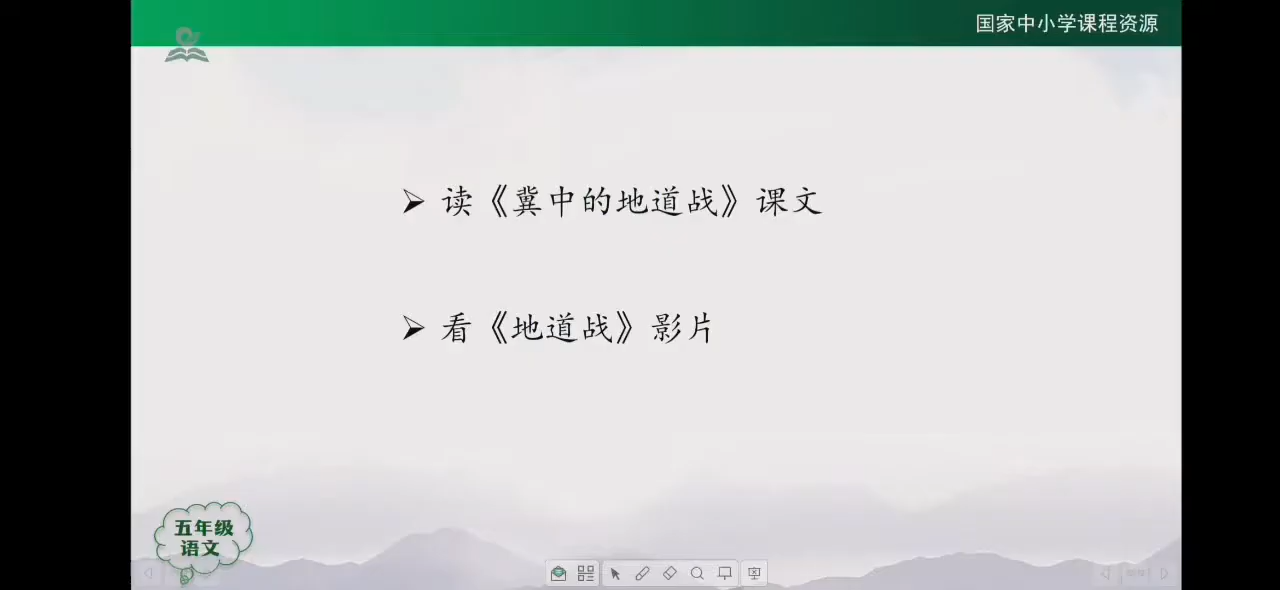 国家中小学课程资源
➢ 读《冀中的地道战》课文
➢ 看《地道战》影片
五年级
语文